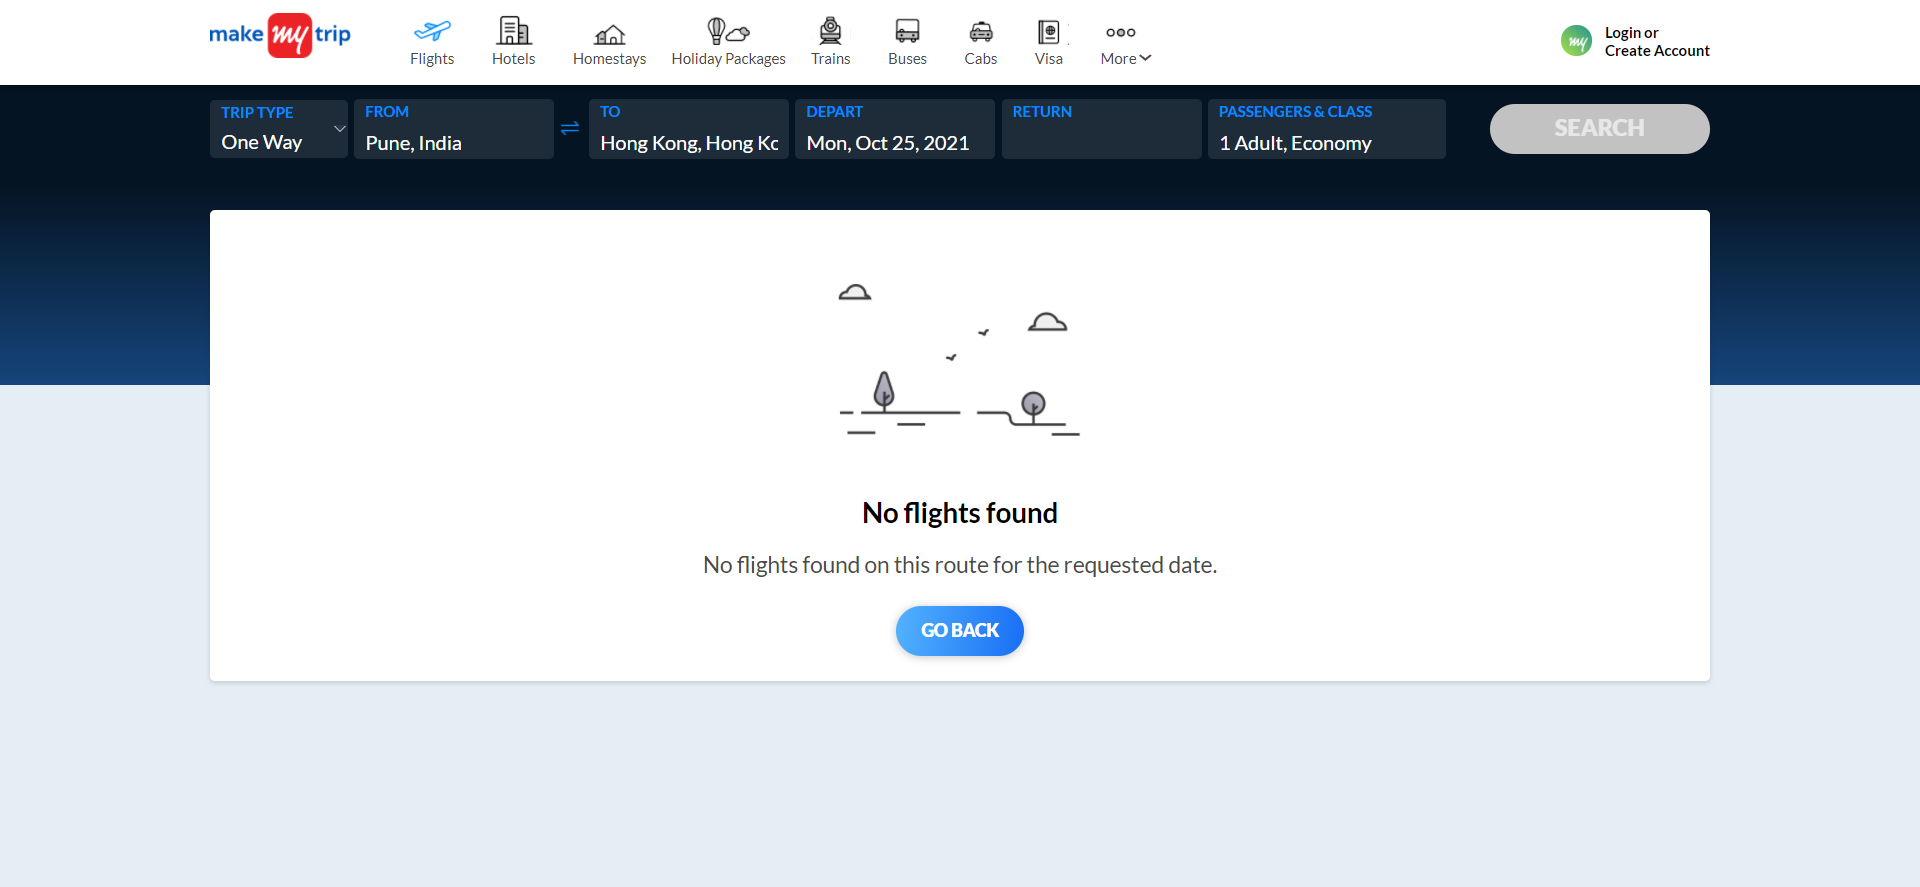 make my trip
Flights
Hotels
Homestays
Holiday Packages
Trains
Buses
Cabs
Visa
More
my
Login or
Create Account
TRIP TYPE
One Way
FROM
Pune, India
TO
Hong Kong, Hong Kc
DEPART
Mon, Oct 25, 2021
RETURN
PASSENGERS & CLASS
1 Adult, Economy
SEARCH
No flights found
No flights found on this route for the requested date.
GO BACK